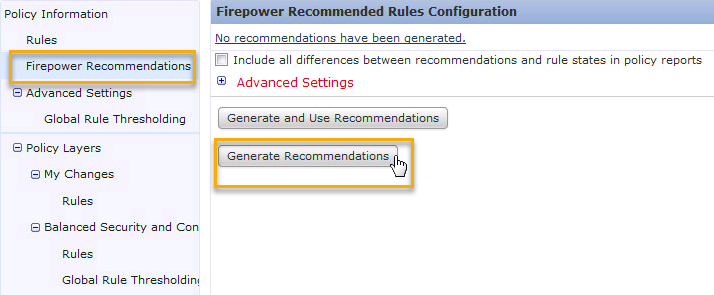 Policy Information
Rules
Firepower Recommendations
Advanced Settings
Global Rule Thresholding
Policy Layers
My Changes
Rules
Balanced Security and Con
Rules
Global Rule Thresholding
Firepower Recommended Rules Configuration
No recommendations have been generated.
Include all differences between recommendations and rule states in policy reports
Advanced Settings
Generate and Use Recommendations
Generate Recommendations